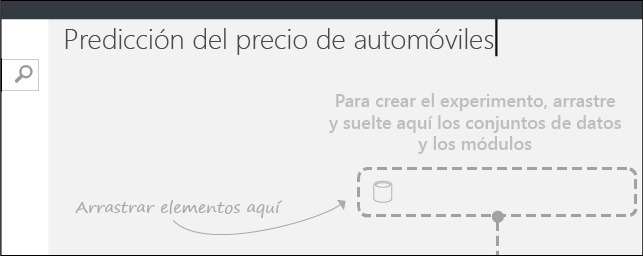 Predicción del precio de automóviles
Para crear el experimento, arrastre
y suelte aquí los conjuntos de datos
y los módulos
Arrastrar elementos aquí